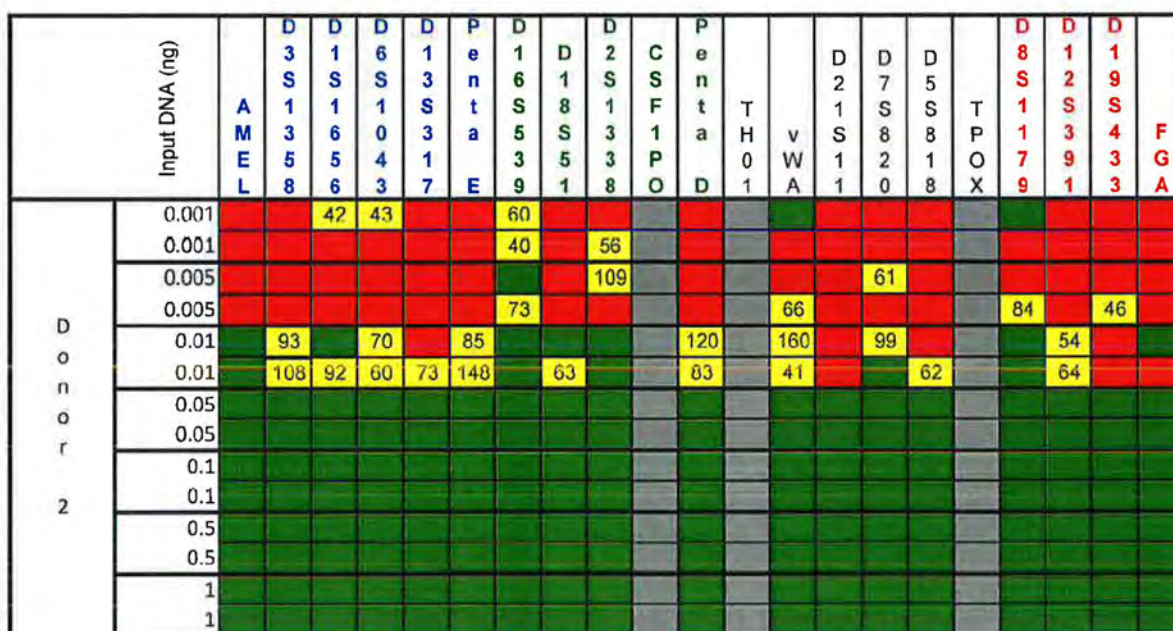 Input DNA (ng)
AMEL
D3S1358
D1S1656
D6S1043
D13S317
Penta E
D16S539
D18S51
D2S1338
CSF1PO
Penta D
TH01
vWA
D21S11
D7S820
D5S818
TPOX
D8S1179
D12S391
D19S433
FGA
Donor 2
0.001 42 43 60
0.001 40 56
0.005 109 61
0.005 73 66 84 46
0.01 93 70 85 120 160 99 54
0.01 108 92 60 73 148 63 83 41 62 64
0.05
0.05
0.1
0.1
0.5
0.5
1
1